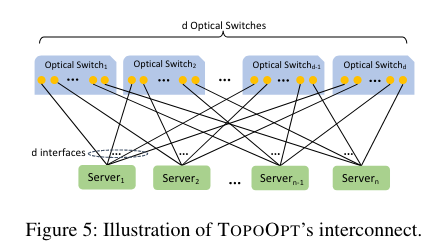 d Optical Switches
Optical Switch1 Optical Switch2 Optical Switchd-1 Optical Switchd
... ... ... ... ...
d interfaces
... ... ... ...
Server1 Server2 ... Servern-1 Servern
Figure 5: Illustration of TOPOOPT's interconnect.